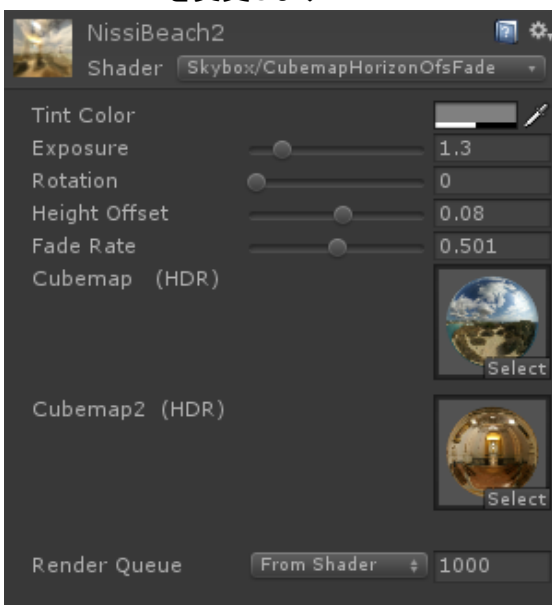 NissiBeach2
Shader Skybox/CubemapHorizonOfsFade
Tint Color
Exposure 1.3
Rotation 0
Height Offset 0.08
Fade Rate 0.501
Cubemap (HDR)
Select
Cubemap2 (HDR)
Select
Render Queue From Shader 1000